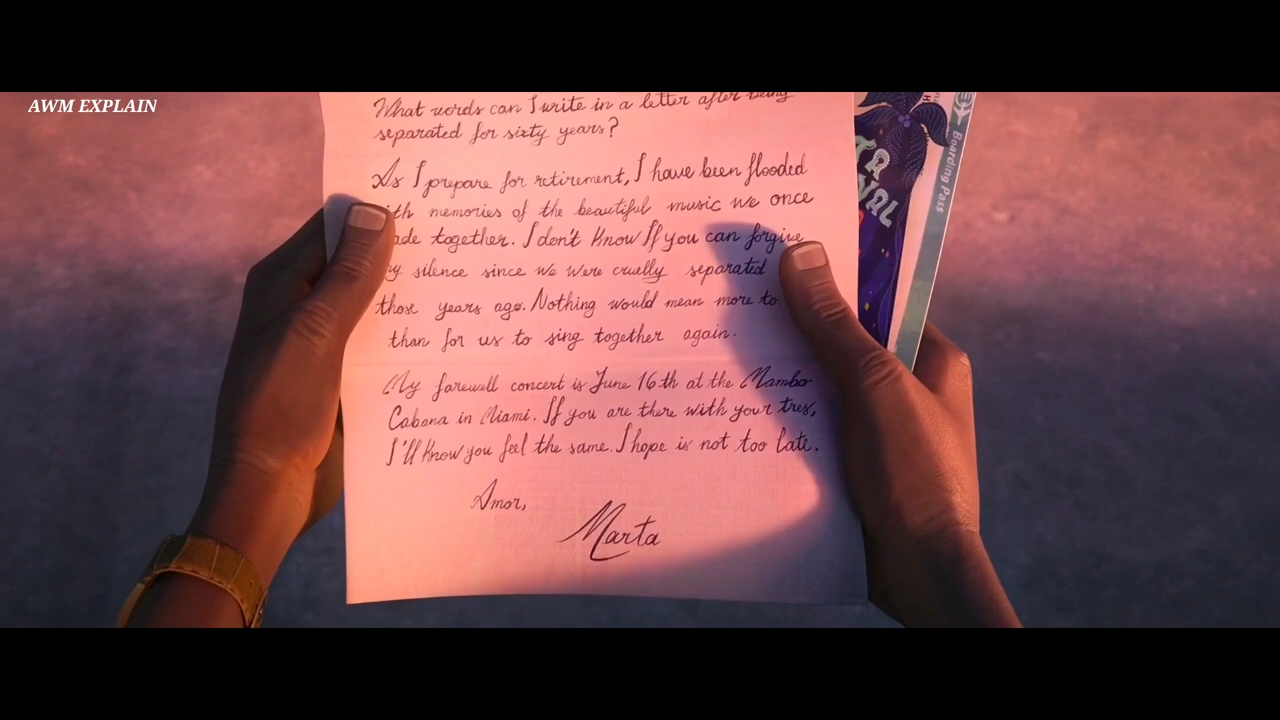 AWM EXPLAIN
What words can I write in a letter after being
separated for sixty years?
As I prepare for retirement, I have been flooded
ith memories of the beautiful music we once
ade together. I don't Know If you can forgive
y silence since we were cruelly separated
those years ago. Nothing would mean more to
than for us to sing together again.
My farewell concert is June 16th at the Mambo
Cabana in Miami. If you are there with your tres,
I'll Know you feel the same. I hope is not too late.
Amor,
Marta
Boarding Pass